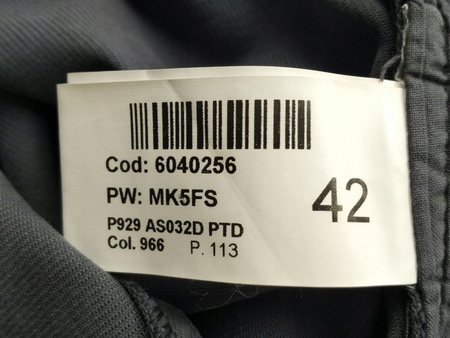 Cod: 6040256
PW: MK5FS
42
P929 AS032D PTD
Col. 966 P. 113